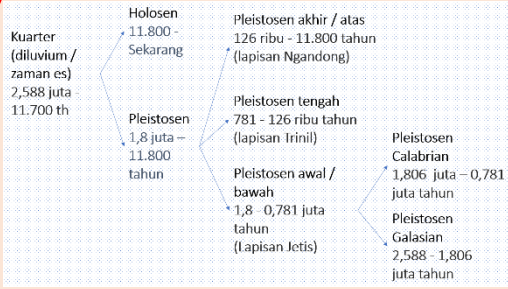 Kuarter
(diluvium /
zaman es)
2,588 juta -
11.700 th
Holosen
11.800 -
Sekarang
Pleistosen
1,8 juta –
11.800
tahun
Pleistosen akhir / atas
126 ribu - 11.800 tahun
(lapisan Ngandong)
Pleistosen tengah
781 - 126 ribu tahun
(lapisan Trinil)
Pleistosen awal /
bawah
1,8 - 0,781 juta
tahun
(Lapisan Jetis)
Pleistosen
Calabrian
1,806 juta – 0,781
juta tahun
Pleistosen
Galasian
2,588 - 1,806
juta tahun